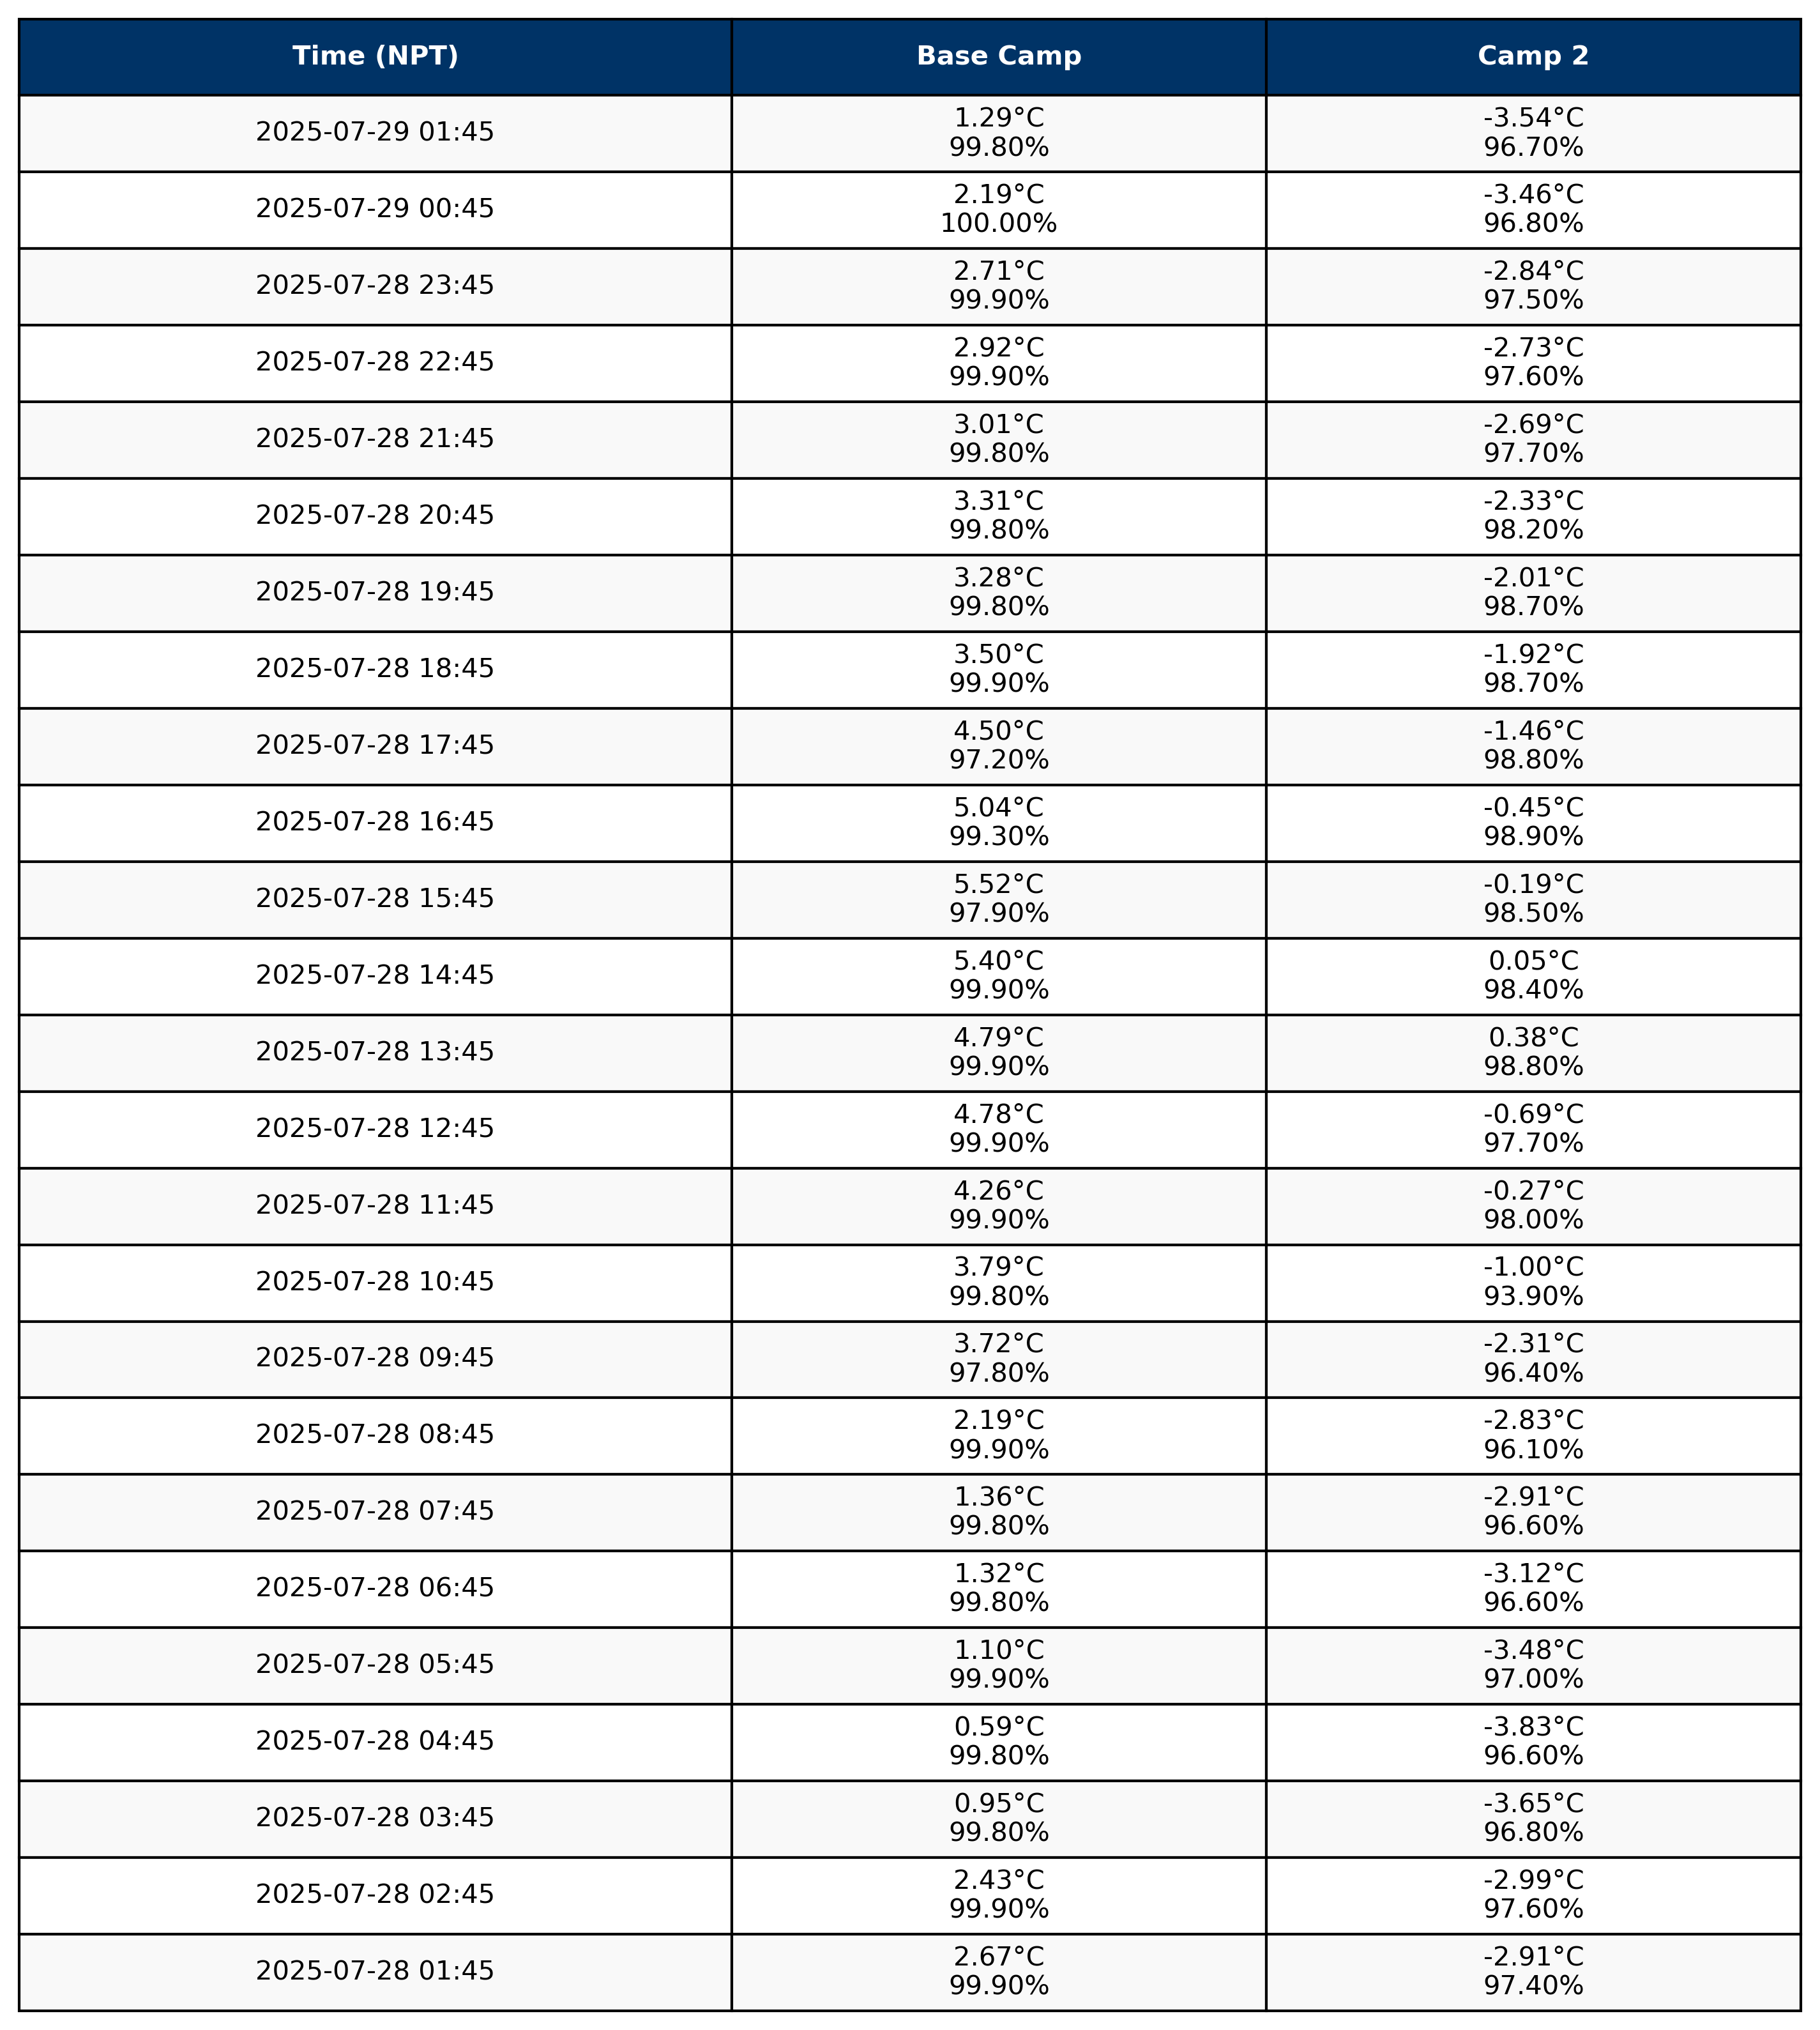 Time (NPT) Base Camp Camp 2
2025-07-29 01:45 1.29°C -3.54°C
99.80% 96.70%
2025-07-29 00:45 2.19°C -3.46°C
100.00% 96.80%
2025-07-28 23:45 2.71°C -2.84°C
99.90% 97.50%
2025-07-28 22:45 2.92°C -2.73°C
99.90% 97.60%
2025-07-28 21:45 3.01°C -2.69°C
99.80% 97.70%
2025-07-28 20:45 3.31°C -2.33°C
99.80% 98.20%
2025-07-28 19:45 3.28°C -2.01°C
99.80% 98.70%
2025-07-28 18:45 3.50°C -1.92°C
99.90% 98.70%
2025-07-28 17:45 4.50°C -1.46°C
97.20% 98.80%
2025-07-28 16:45 5.04°C -0.45°C
99.30% 98.90%
2025-07-28 15:45 5.52°C -0.19°C
97.90% 98.50%
2025-07-28 14:45 5.40°C 0.05°C
99.90% 98.40%
2025-07-28 13:45 4.79°C 0.38°C
99.90% 98.80%
2025-07-28 12:45 4.78°C -0.69°C
99.90% 97.70%
2025-07-28 11:45 4.26°C -0.27°C
99.90% 98.00%
2025-07-28 10:45 3.79°C -1.00°C
99.80% 93.90%
2025-07-28 09:45 3.72°C -2.31°C
97.80% 96.40%
2025-07-28 08:45 2.19°C -2.83°C
99.90% 96.10%
2025-07-28 07:45 1.36°C -2.91°C
99.80% 96.60%
2025-07-28 06:45 1.32°C -3.12°C
99.80% 96.60%
2025-07-28 05:45 1.10°C -3.48°C
99.90% 97.00%
2025-07-28 04:45 0.59°C -3.83°C
99.80% 96.60%
2025-07-28 03:45 0.95°C -3.65°C
99.80% 96.80%
2025-07-28 02:45 2.43°C -2.99°C
99.90% 97.60%
2025-07-28 01:45 2.67°C -2.91°C
99.90% 97.40%